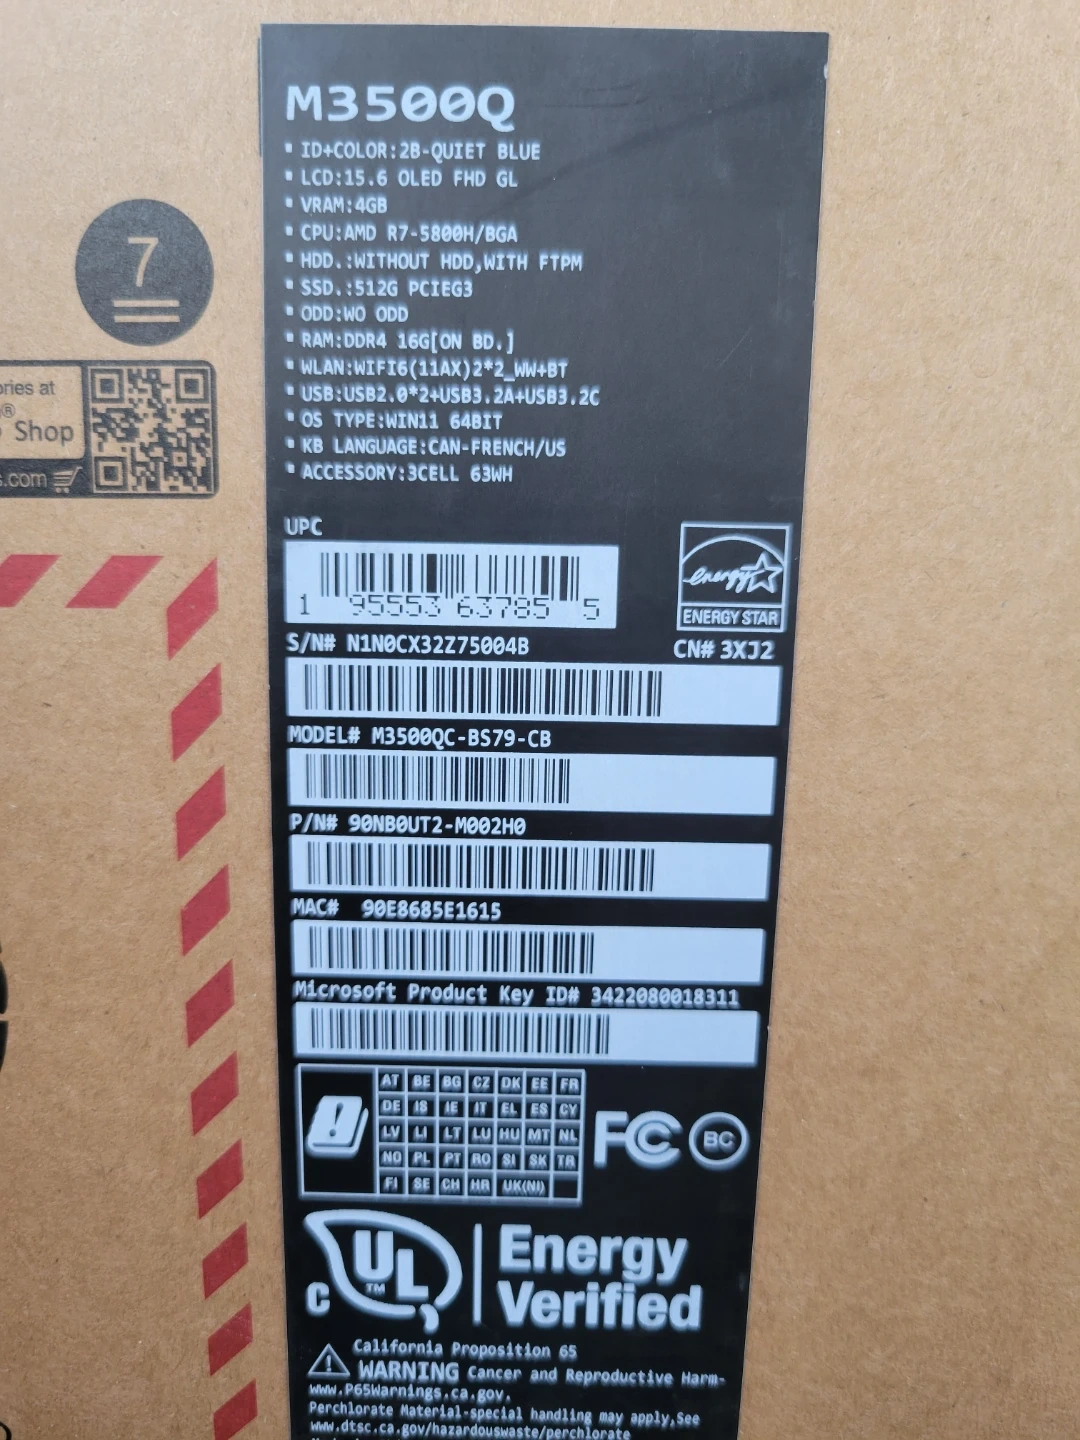 M3500Q
ID+COLOR:2B-QUIET BLUE
LCD:15.6 OLED FHD GL
VRAM:4GB
CPU:AMD R7-5800H/BGA
HDD.:WITHOUT HDD,WITH FTPM
SSD.:512G PCIEG3
ODD:WO ODD
RAM:DDR4 16G[ON BD.]
WLAN:WIFI6(11AX)2*2_WW+BT
USB:USB2.0*2+USB3.2A+USB3.2C
OS TYPE:WIN11 64BIT
KB LANGUAGE:CAN-FRENCH/US
ACCESSORY:3CELL 63WH
7
ories at
®
Shop
s.com
UPC
1 95553 63785 5
energy
ENERGY STAR
S/N# N1N0CX32Z75004B
CN# 3XJ2
MODEL# M3500QC-BS79-CB
P/N# 90NB0UT2-M002H0
MAC# 90E8685E1615
Microsoft Product Key ID# 3422080018311
AT BE BG CZ DK EE FR
DE IS IE IT EL ES CY
LV LI LT LU HU MT NL
NO PL PT RO SI SK TR
FI SE CH HR UK(NI)
FC BC
C UL TM
Energy
Verified
California Proposition 65
WARNING Cancer and Reproductive Harm-
www.P65Warnings.ca.gov.
Perchlorate Material-special handling may apply,See
www.dtsc.ca.gov/hazardouswaste/perchlorate